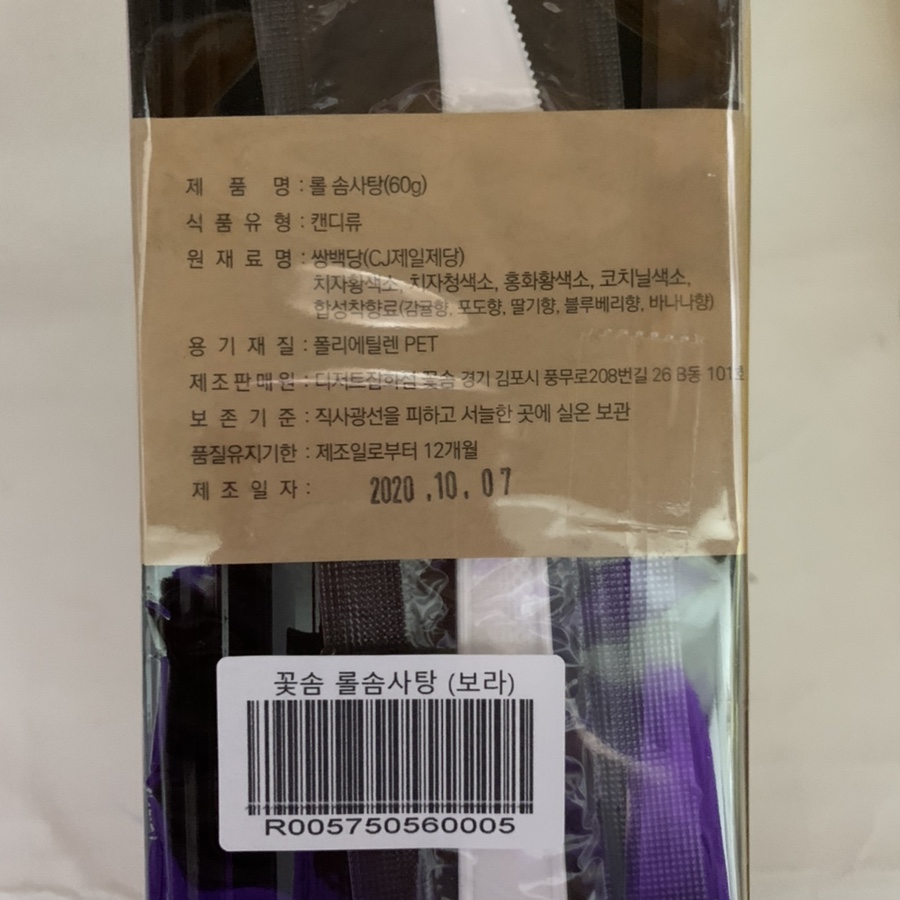 제 품 명 : 롤 솜사탕(60g)
식 품 유 형 : 캔디류
원 재 료 명 : 쌍백당(CJ제일제당)
치자황색소, 치자청색소, 홍화황색소, 코치닐색소,
합성착향료(감귤향, 포도향, 딸기향, 블루베리향, 바나나향)
용 기 재 질 : 폴리에틸렌 PET
제조판매원 : 디저트잡화점 꽃솜 경기 김포시 풍무로208번길 26 B동 101호
보 존 기 준 : 직사광선을 피하고 서늘한 곳에 실온 보관
품질유지기한 : 제조일로부터 12개월
제 조 일 자 : 2020 .10. 07
꽃솜 롤솜사탕 (보라)
R005750560005